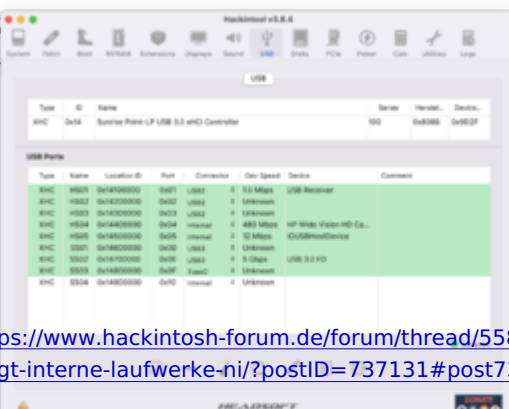 Hackintool v3.8.4
System Patch Boot NVRAM Extensions Displays Sound USB Disks PCIe Power Calc Utilities Logs
USB
Type ID Name Series Device...
XHC 0x14 Sunrise Point-LP USB 3.0 xHCI Controller 100 0x8086 0x9D2F
USB Ports
Type Name Location ID Port Connector Dev Speed Device Comment
XHC HS01 0x14100000 0x01 USB2 1.5 Mbps USB Receiver
XHC HS02 0x14200000 0x02 USB2 Unknown
XHC HS03 0x14300000 0x03 USB2 Unknown
XHC HS04 0x14400000 0x04 Internal 480 Mbps HP Wide Vision HD Ca...
XHC HS05 0x14500000 0x05 Internal 12 Mbps IOUSBHostDevice
XHC SS01 0x14600000 USB3 Unknown
XHC SS02 0x14700000 0x0E USB3 5 Gbps USB 3.0 FD
XHC SS03 0x14800000 0x0F TypeC Unknown
XHC SS04 0x14900000 0x10 Internal Unknown
ps://www.hackintosh-forum.de/forum/thread/558
gt-interne-laufwerke-ni/?postID=737131#post73
HEADSOFT
DONATE